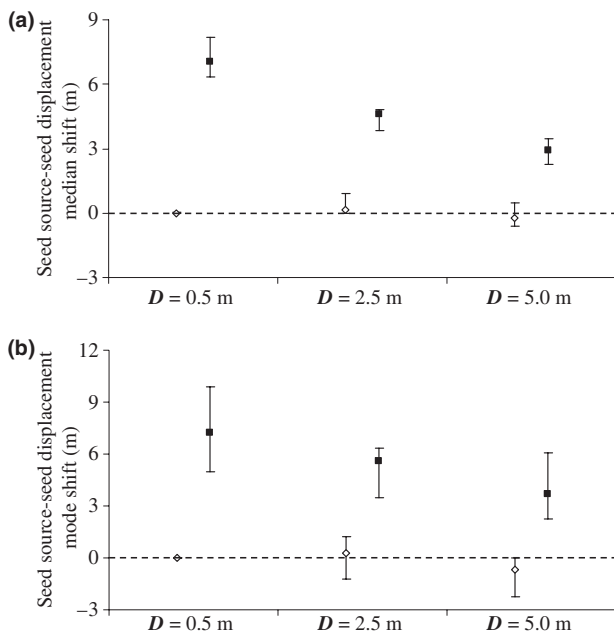 (a)
Seed source-seed displacement
median shift (m)
9
6
3
0
−3
D = 0.5 m
D = 2.5 m
D = 5.0 m
(b)
Seed source-seed displacement
mode shift (m)
12
9
6
3
0
−3
D = 0.5 m
D = 2.5 m
D = 5.0 m